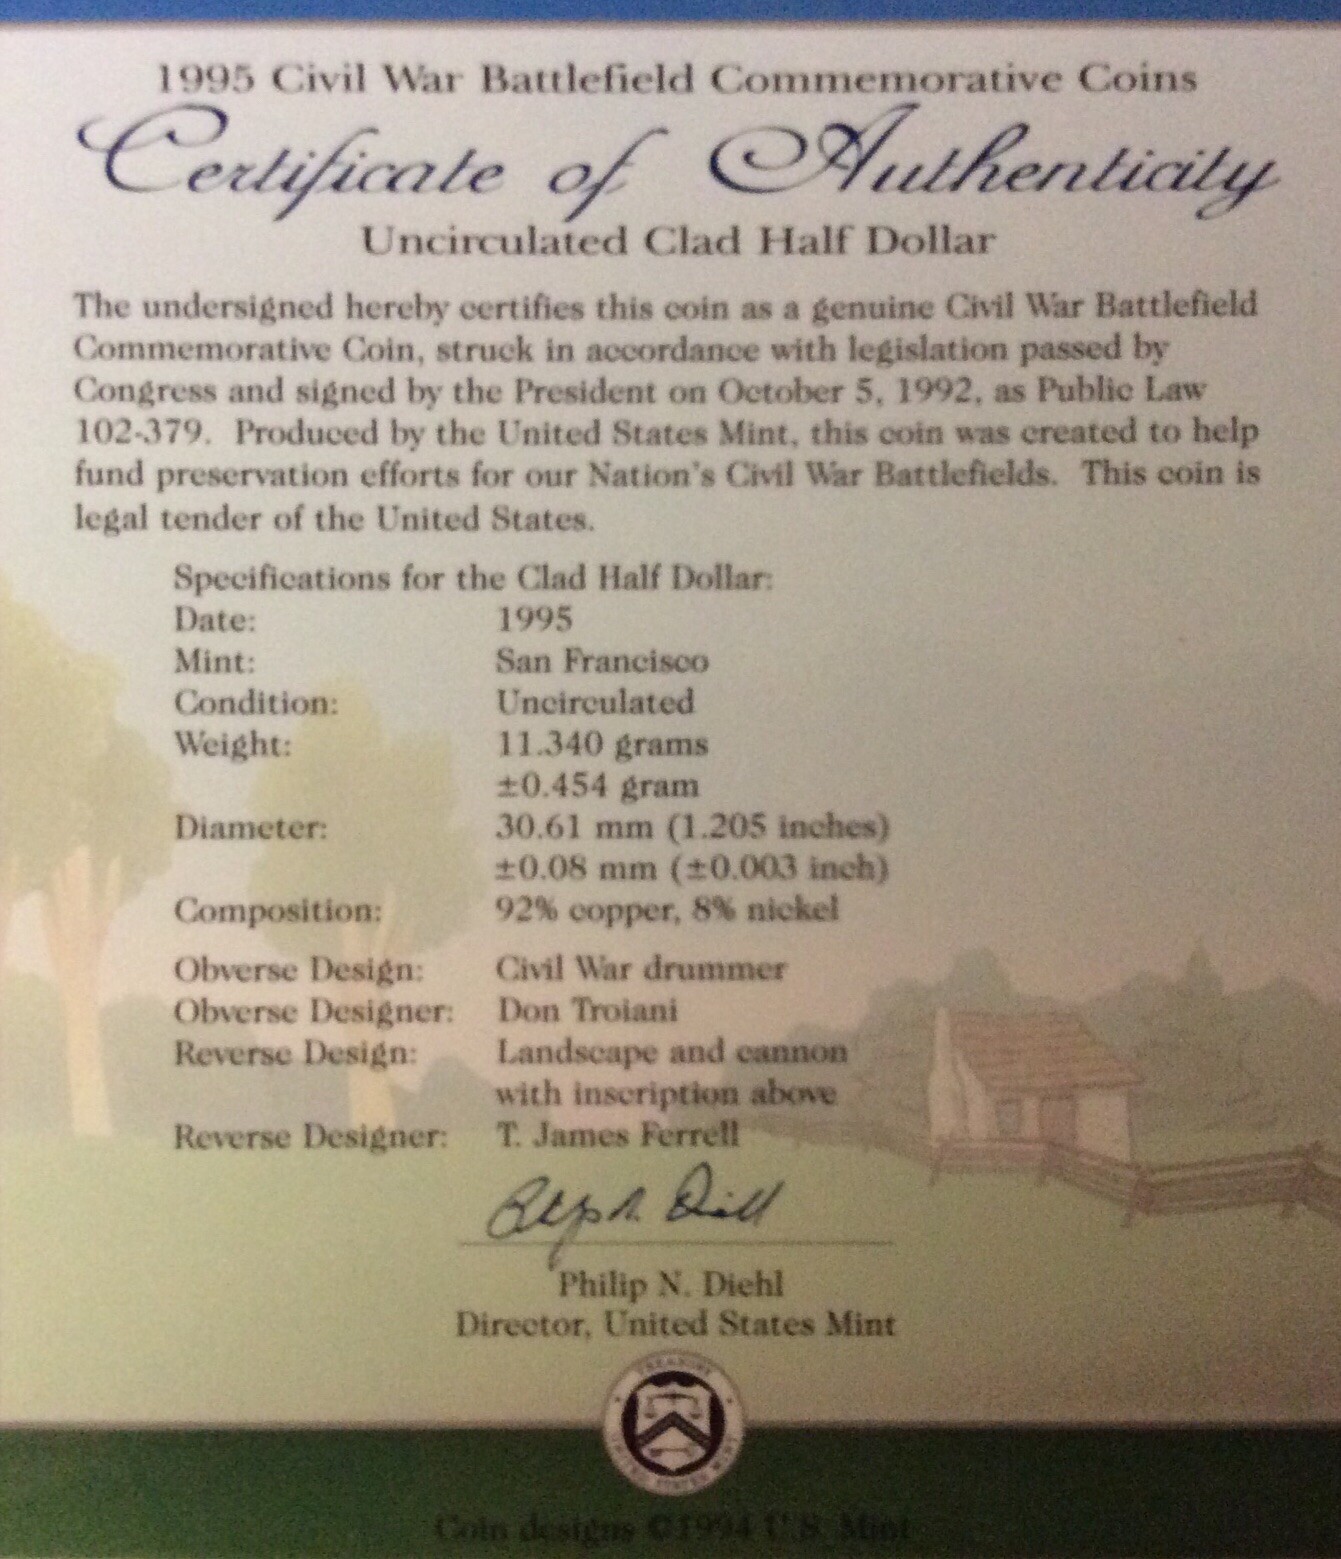 1995 Civil War Battlefield Commemorative Coins
Certificate of Authenticity
Uncirculated Clad Half Dollar
The undersigned hereby certifies this coin as a genuine Civil War Battlefield
Commemorative Coin, struck in accordance with legislation passed by
Congress and signed by the President on October 5, 1992, as Public Law
102-379. Produced by the United States Mint, this coin was created to help
fund preservation efforts for our Nation's Civil War Battlefields. This coin is
legal tender of the United States.
Specifications for the Clad Half Dollar:
Date: 1995
Mint: San Francisco
Condition: Uncirculated
Weight: 11.340 grams
±0.454 gram
Diameter: 30.61 mm (1.205 inches)
±0.08 mm (±0.003 inch)
Composition: 92% copper, 8% nickel
Obverse Design: Civil War drummer
Obverse Designer: Don Troiani
Reverse Design: Landscape and cannon
with inscription above
Reverse Designer: T. James Ferrell
Philip N. Diehl
Philip N. Diehl
Director, United States Mint
TREASURY
UNITED STATES MINT
Coin designs ©1994 U.S. Mint